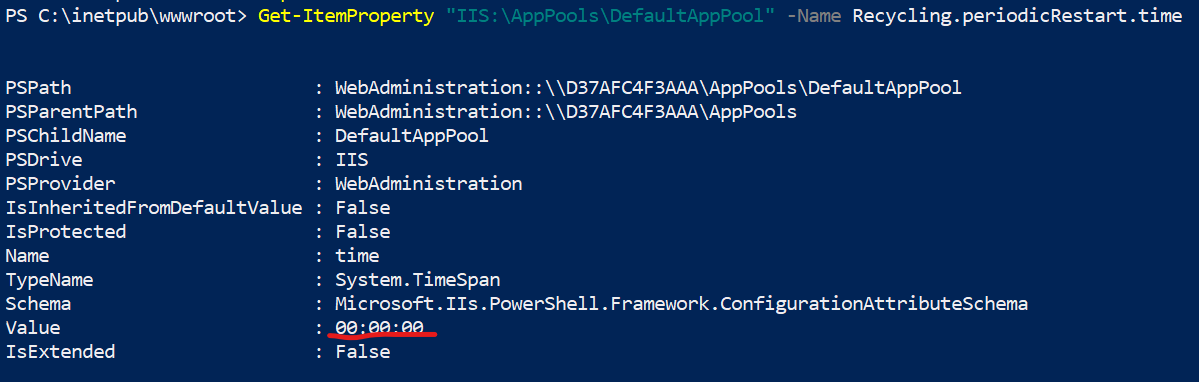 PS C:\inetpub\wwwroot> Get-ItemProperty "IIS:\AppPools\DefaultAppPool" -Name Recycling.periodicRestart.time
PSPath : WebAdministration::\\D37AFC4F3AAA\AppPools\DefaultAppPool
PSParentPath : WebAdministration::\\D37AFC4F3AAA\AppPools
PSChildName : DefaultAppPool
PSDrive : IIS
PSProvider : WebAdministration
IsInheritedFromDefaultValue : False
IsProtected : False
Name : time
TypeName : System.TimeSpan
Schema : Microsoft.IIs.PowerShell.Framework.ConfigurationAttributeSchema
Value : 00:00:00
IsExtended : False